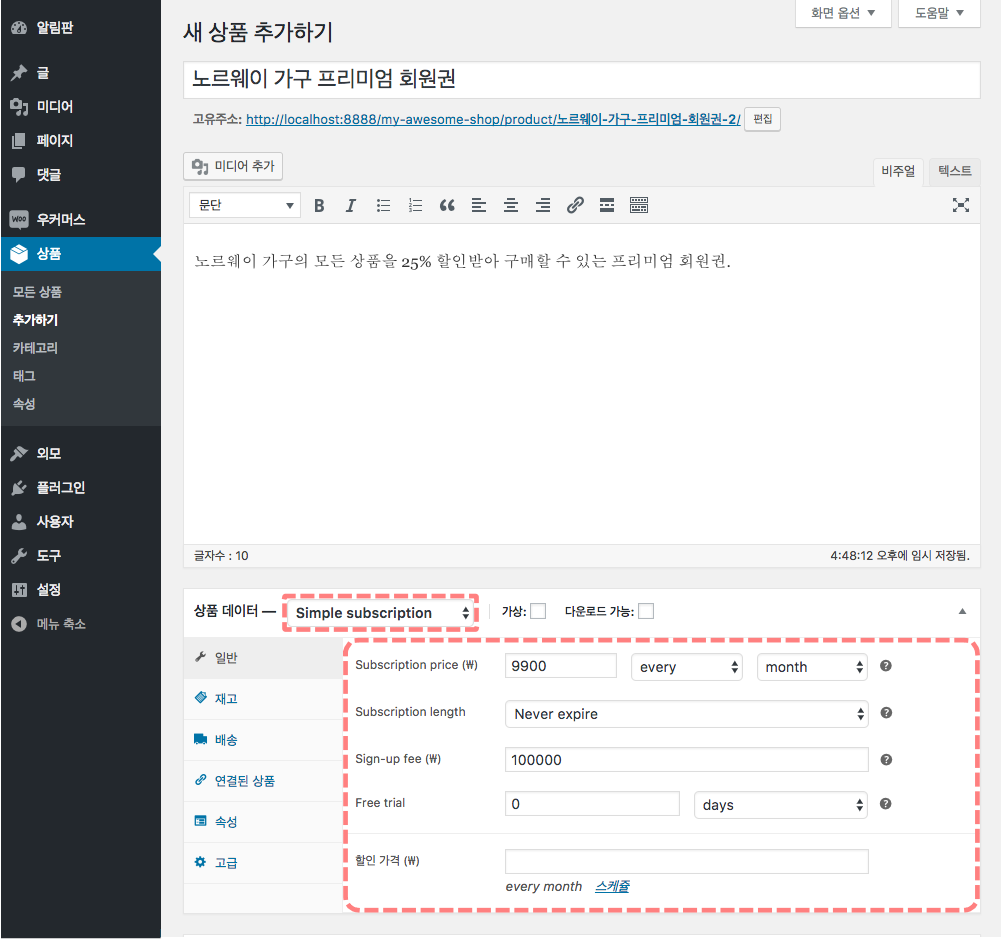 알림판
글
미디어
페이지
댓글
우커머스
상품
모든 상품
추가하기
카테고리
태그
속성
외모
플러그인
사용자
도구
설정
메뉴 축소
화면 옵션 ▼ 도움말 ▼
새 상품 추가하기
노르웨이 가구 프리미엄 회원권
고유주소: http://localhost:8888/my-awesome-shop/product/노르웨이-가구-프리미엄-회원권-2/ 편집
미디어 추가 비주얼 텍스트
문단 B I
노르웨이 가구의 모든 상품을 25% 할인받아 구매할 수 있는 프리미엄 회원권.
글자수 : 10 4:48:12 오후에 임시 저장됨.
상품 데이터 — Simple subscription 가상: 다운로드 가능:
일반
재고
배송
연결된 상품
속성
고급
Subscription price (₩) 9900 every month
Subscription length Never expire
Sign-up fee (₩) 100000
Free trial 0 days
할인 가격 (₩)
every month 스케쥴